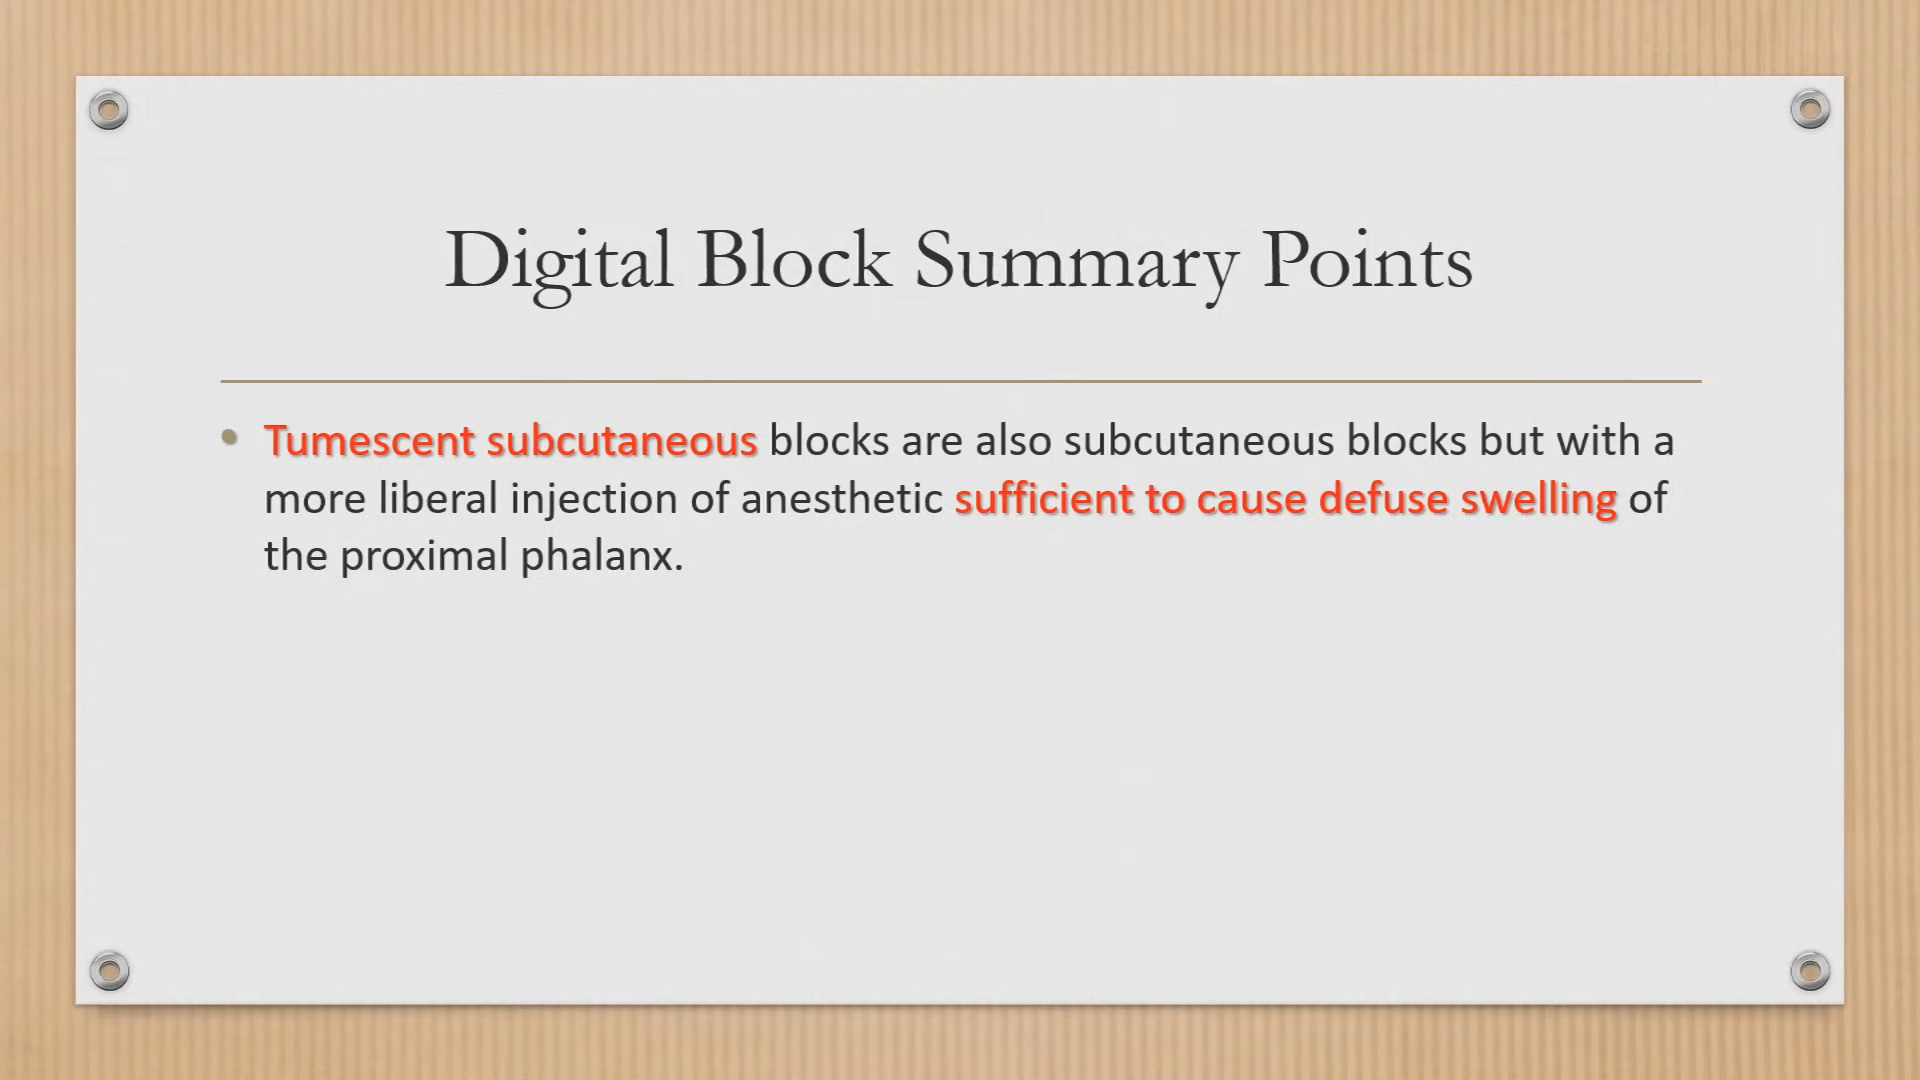 Digital Block Summary Points
• Tumescent subcutaneous blocks are also subcutaneous blocks but with a
more liberal injection of anesthetic sufficient to cause defuse swelling of
the proximal phalanx.